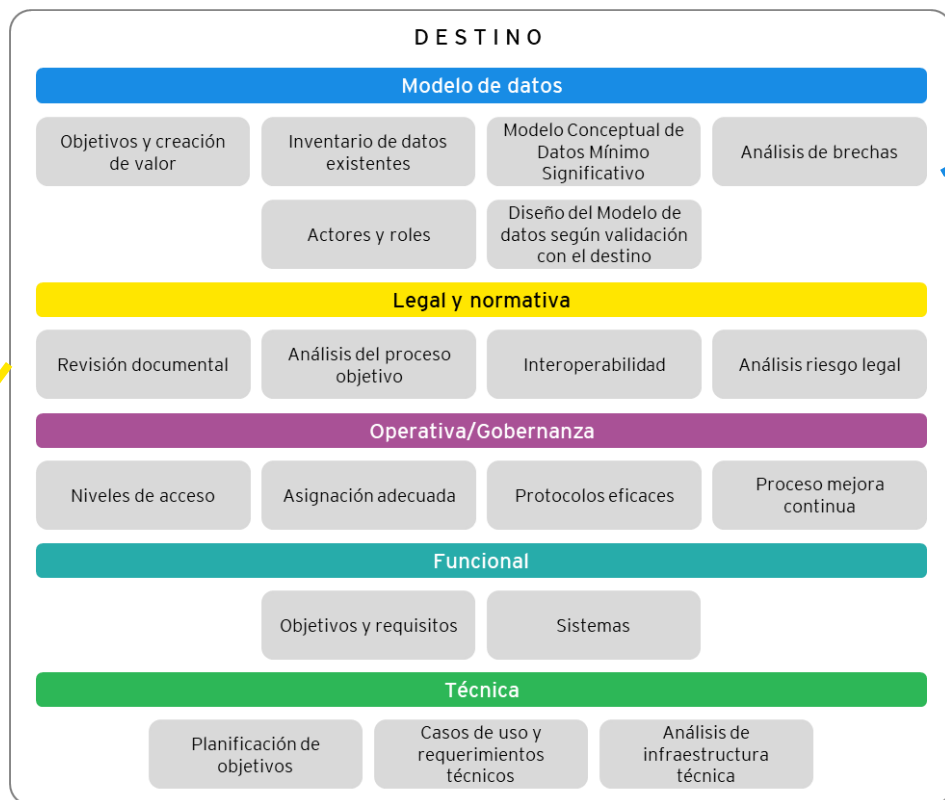 DESTINO
Modelo de datos
Objetivos y creación
de valor
Inventario de datos
existentes
Modelo Conceptual de
Datos Mínimo
Significativo
Análisis de brechas
Actores y roles
Diseño del Modelo de
datos según validación
con el destino
Legal y normativa
Revisión documental
Análisis del proceso
objetivo
Interoperabilidad
Análisis riesgo legal
Operativa/Gobernanza
Niveles de acceso
Asignación adecuada
Protocolos eficaces
Proceso mejora
continua
Funcional
Objetivos y requisitos
Sistemas
Técnica
Planificación de
objetivos
Casos de uso y
requerimientos
técnicos
Análisis de
infraestructura
técnica